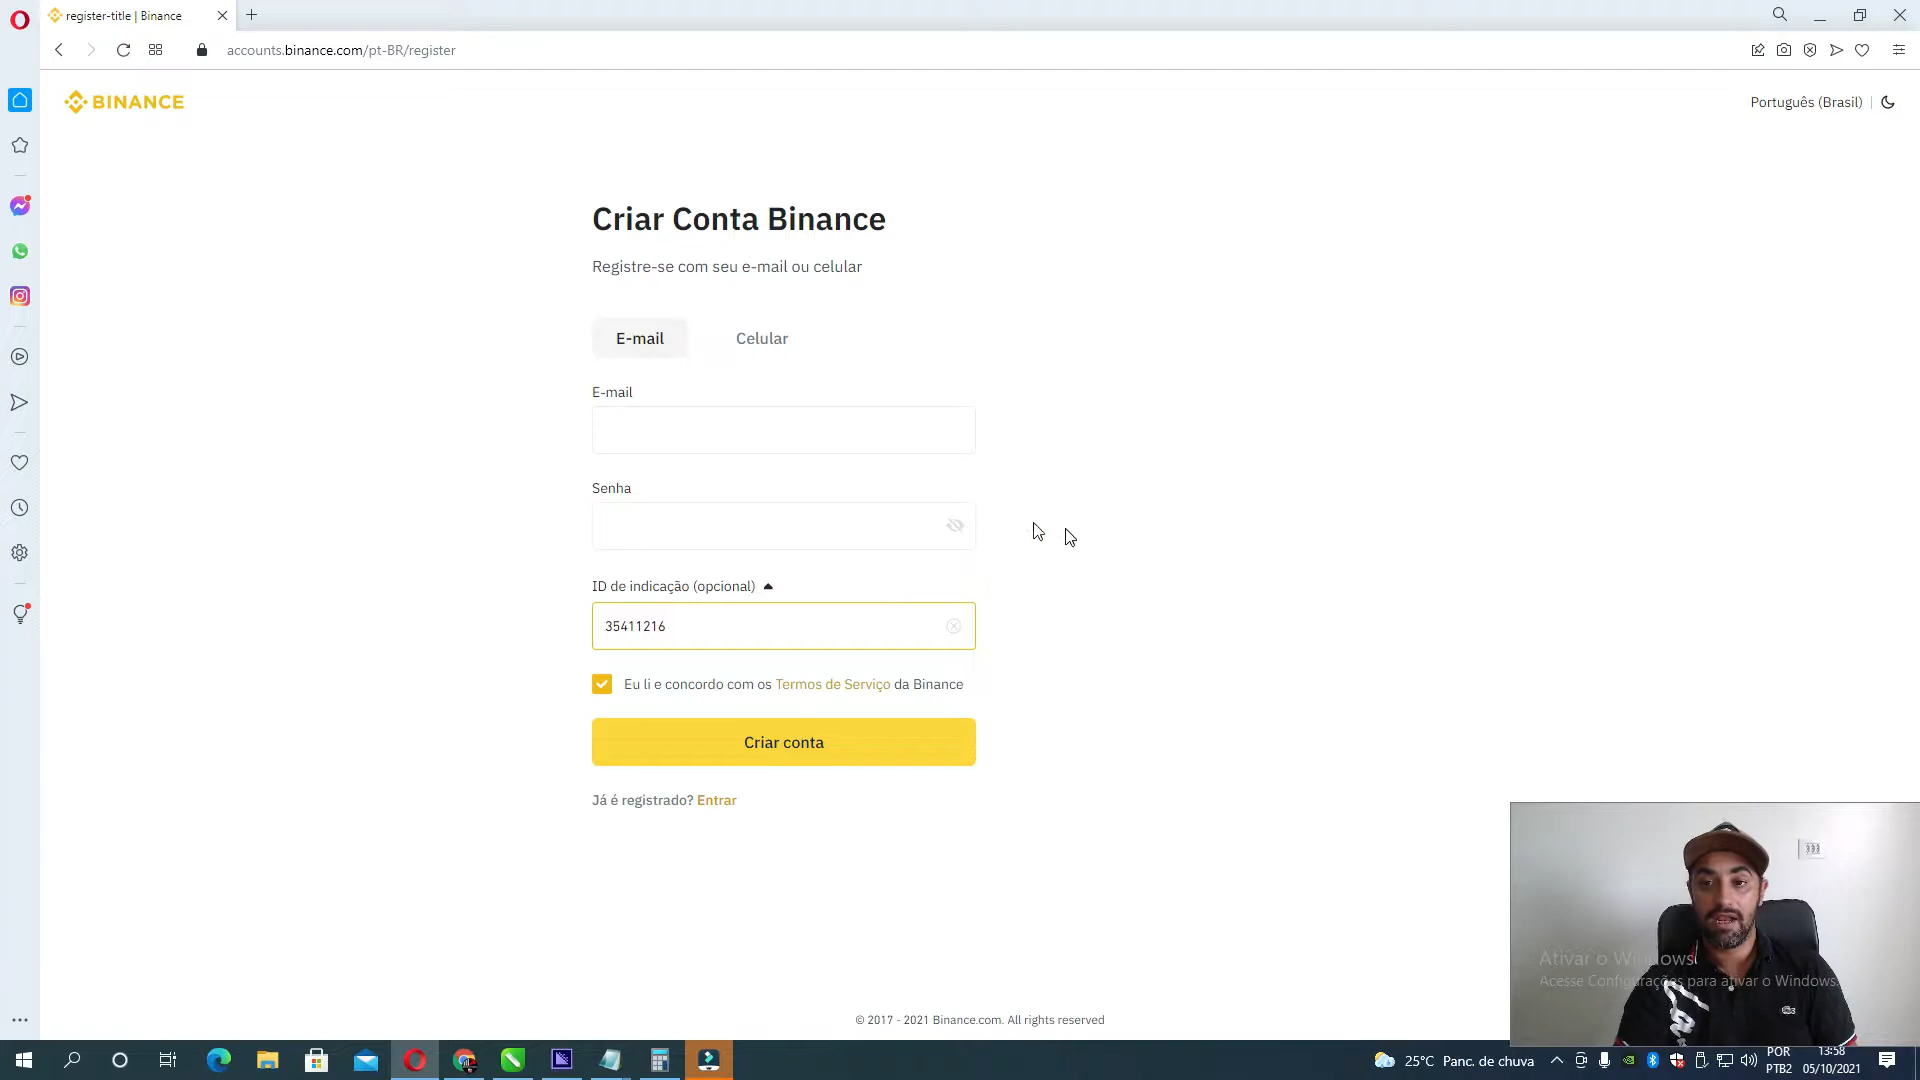 register-title | Binance
accounts.binance.com/pt-BR/register
BINANCE
Português (Brasil)
Criar Conta Binance
Registre-se com seu e-mail ou celular
E-mail
Celular
E-mail
Senha
ID de indicação (opcional)
35411216
Eu li e concordo com os Termos de Serviço da Binance
Criar conta
Já é registrado? Entrar
Ativar o Windows
Acesse Configurações para ativar o Windows.
© 2017 - 2021 Binance.com. All rights reserved
25°C Panc. de chuva
POR
PTB2
13:58
05/10/2021